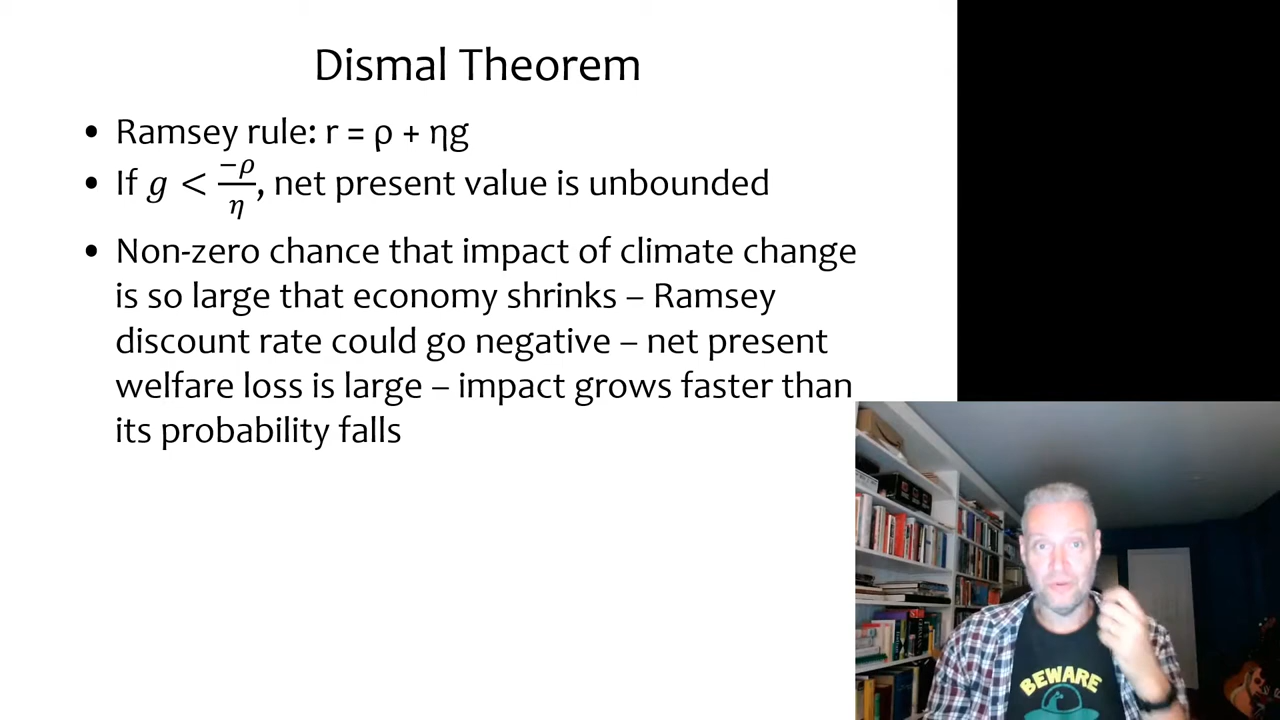 Dismal Theorem
• Ramsey rule: r = ρ + ηg
• If g < −ρ/η, net present value is unbounded
• Non-zero chance that impact of climate change
is so large that economy shrinks – Ramsey
discount rate could go negative – net present
welfare loss is large – impact grows faster than
its probability falls
BEWARE